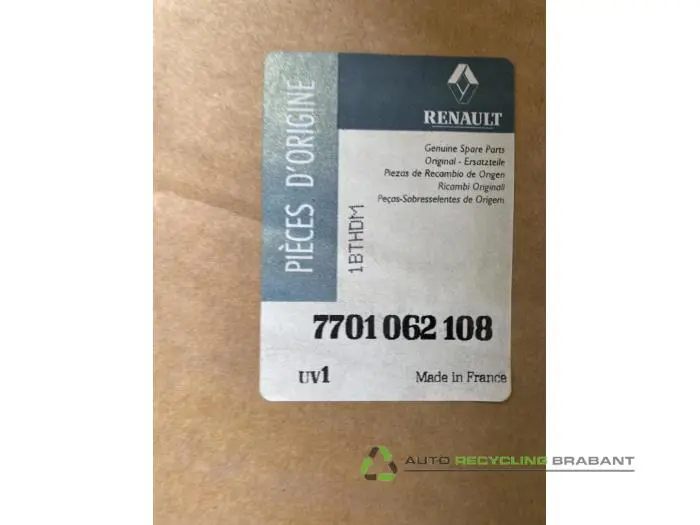 PIÈCES D'ORIGINE
RENAULT
Genuine Spare Parts
Original - Ersatzteile
Piezas de Recambio de Origen
Ricambi Originali
Peças-Sobresselentes de Origem
1BTHDM
7701 062 108
UV1
Made in France
AUTO RECYCLING BRABANT